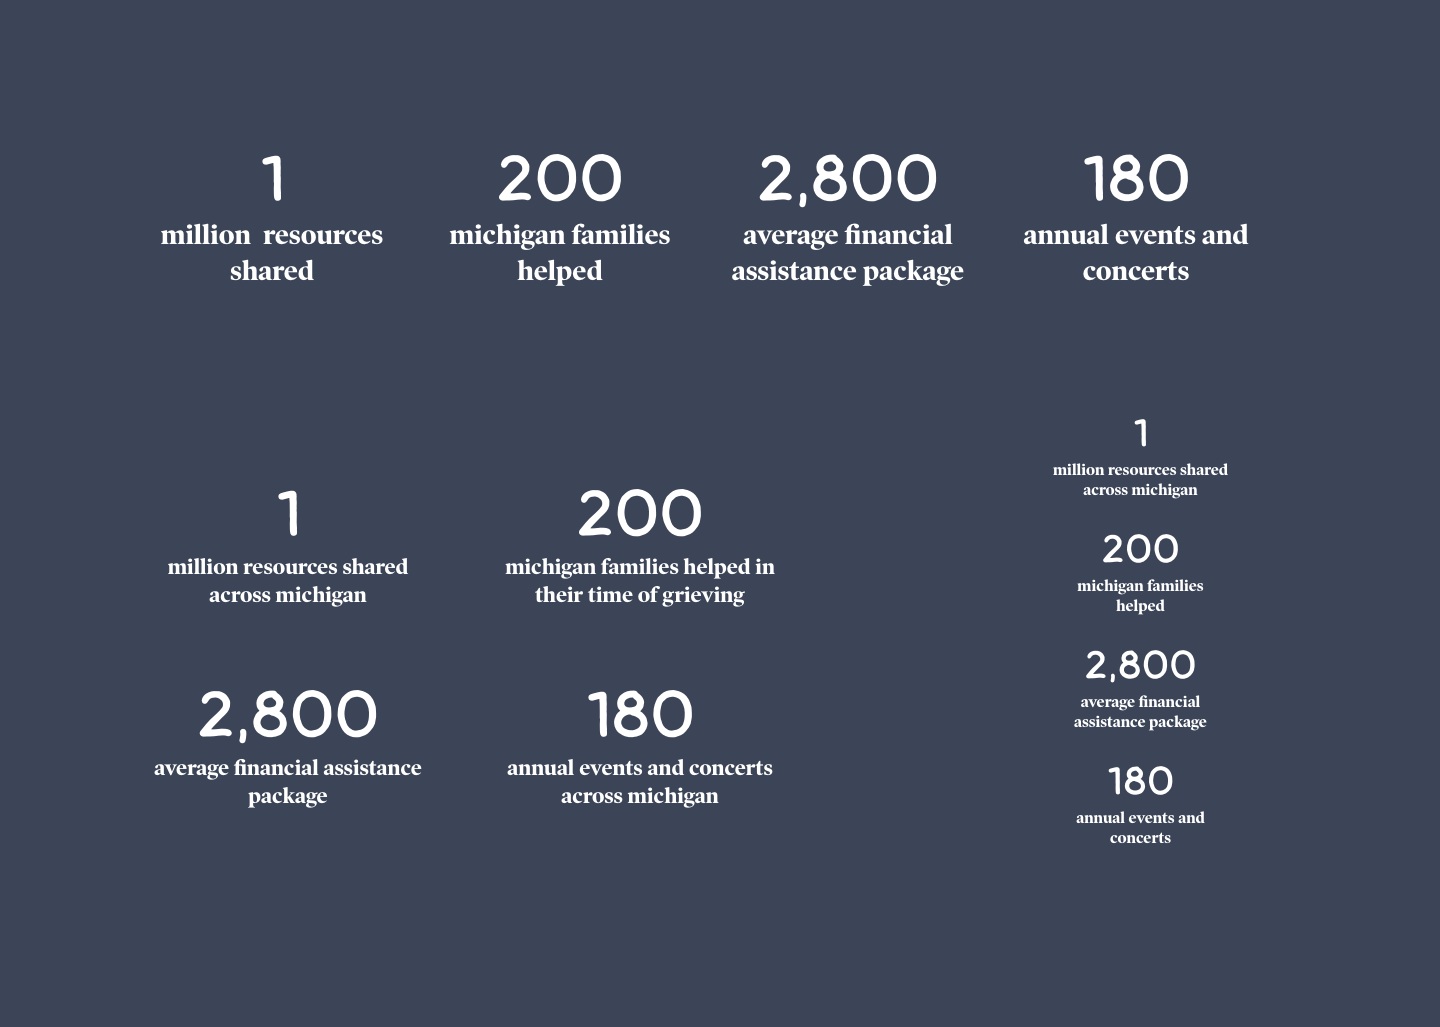 1
million  resources
shared
200
michigan families
helped
2,800
average financial
assistance package
180
annual events and
concerts
1
million resources shared
across michigan
200
michigan families helped in
their time of grieving
2,800
average financial assistance
package
180
annual events and concerts
across michigan
1
million resources shared
across michigan
200
michigan families
helped
2,800
average financial
assistance package
180
annual events and
concerts